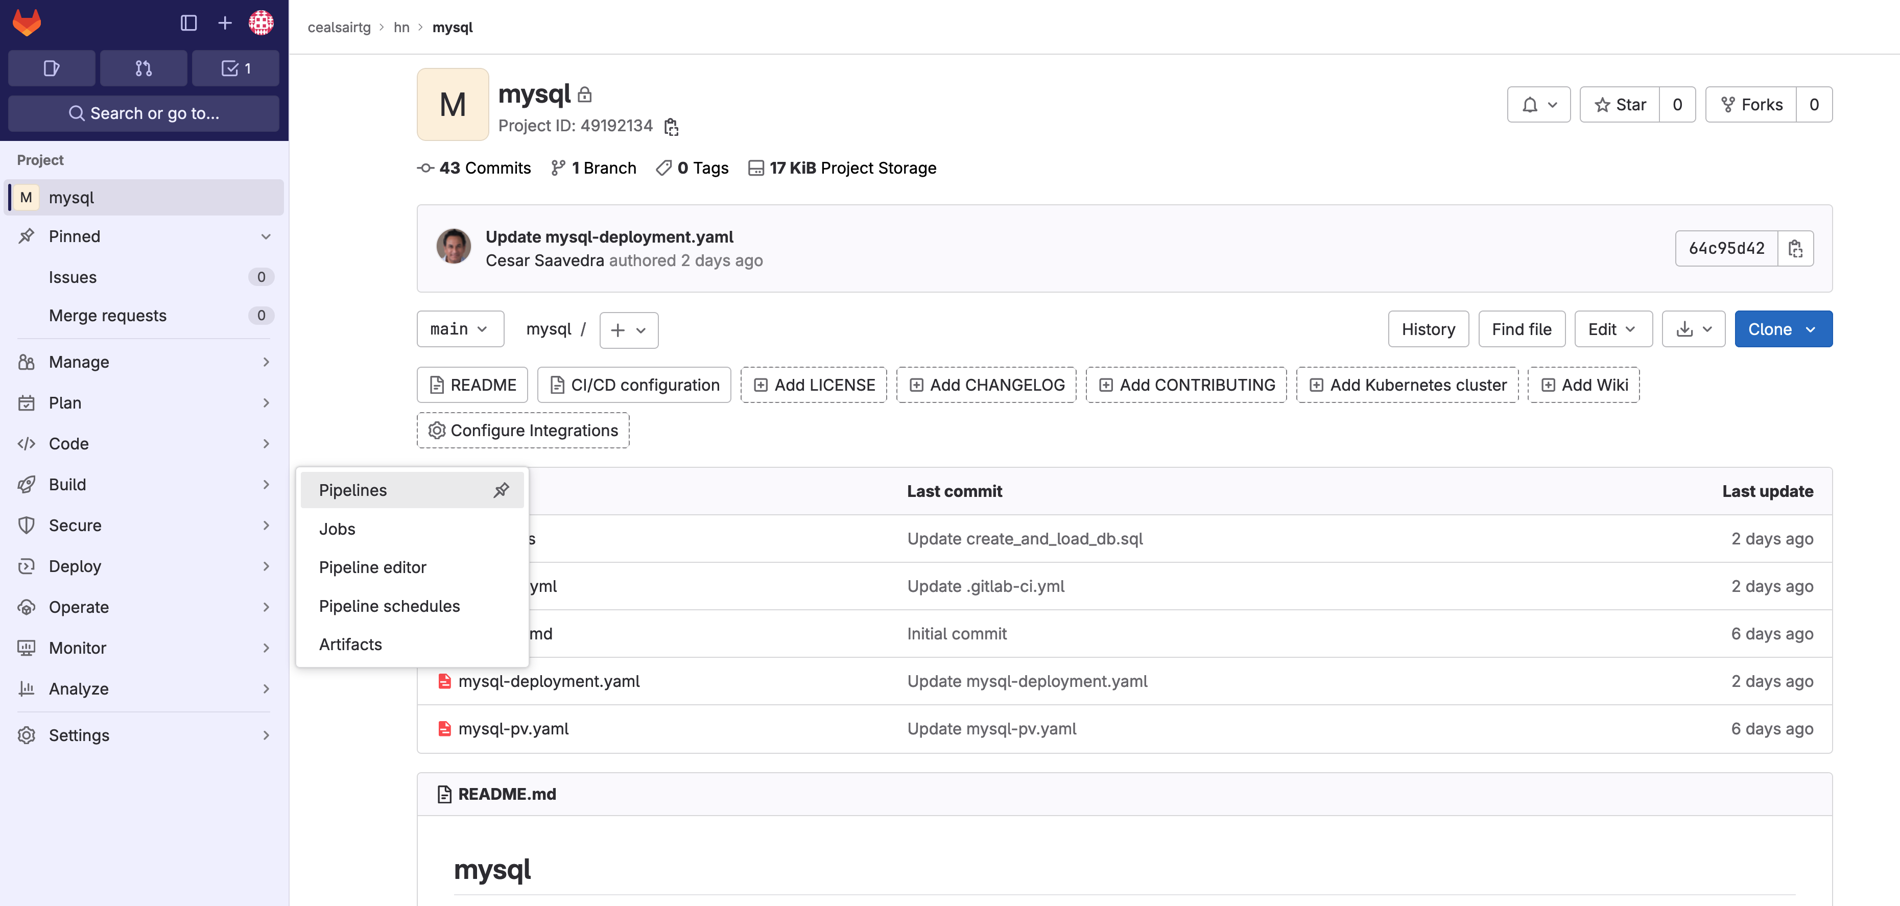 cealsairtg > hn > mysql
1
Search or go to...
Project
M mysql
Pinned
Issues 0
Merge requests 0
Manage
Plan
Code
Build
Secure
Deploy
Operate
Monitor
Analyze
Settings
M
mysql
Project ID: 49192134
Star 0
Forks 0
43 Commits 1 Branch 0 Tags 17 KiB Project Storage
Update mysql-deployment.yaml
Cesar Saavedra authored 2 days ago
64c95d42
main mysql / +
History Find file Edit Clone
README CI/CD configuration Add LICENSE Add CHANGELOG Add CONTRIBUTING Add Kubernetes cluster Add Wiki
Configure Integrations
Pipelines
Jobs
Pipeline editor
Pipeline schedules
Artifacts
Last commit Last update
s Update create_and_load_db.sql 2 days ago
yml Update .gitlab-ci.yml 2 days ago
md Initial commit 6 days ago
mysql-deployment.yaml Update mysql-deployment.yaml 2 days ago
mysql-pv.yaml Update mysql-pv.yaml 6 days ago
README.md
mysql